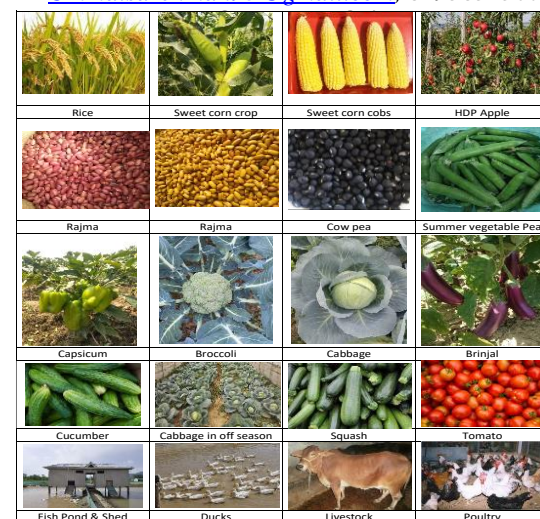 Rice Sweet corn crop Sweet corn cobs HDP Apple
Rajma Rajma Cow pea Summer vegetable Pea
Capsicum Broccoli Cabbage Brinjal
Cucumber Cabbage in off season Squash Tomato
Fish Pond & Shed Ducks Livestock Poultry